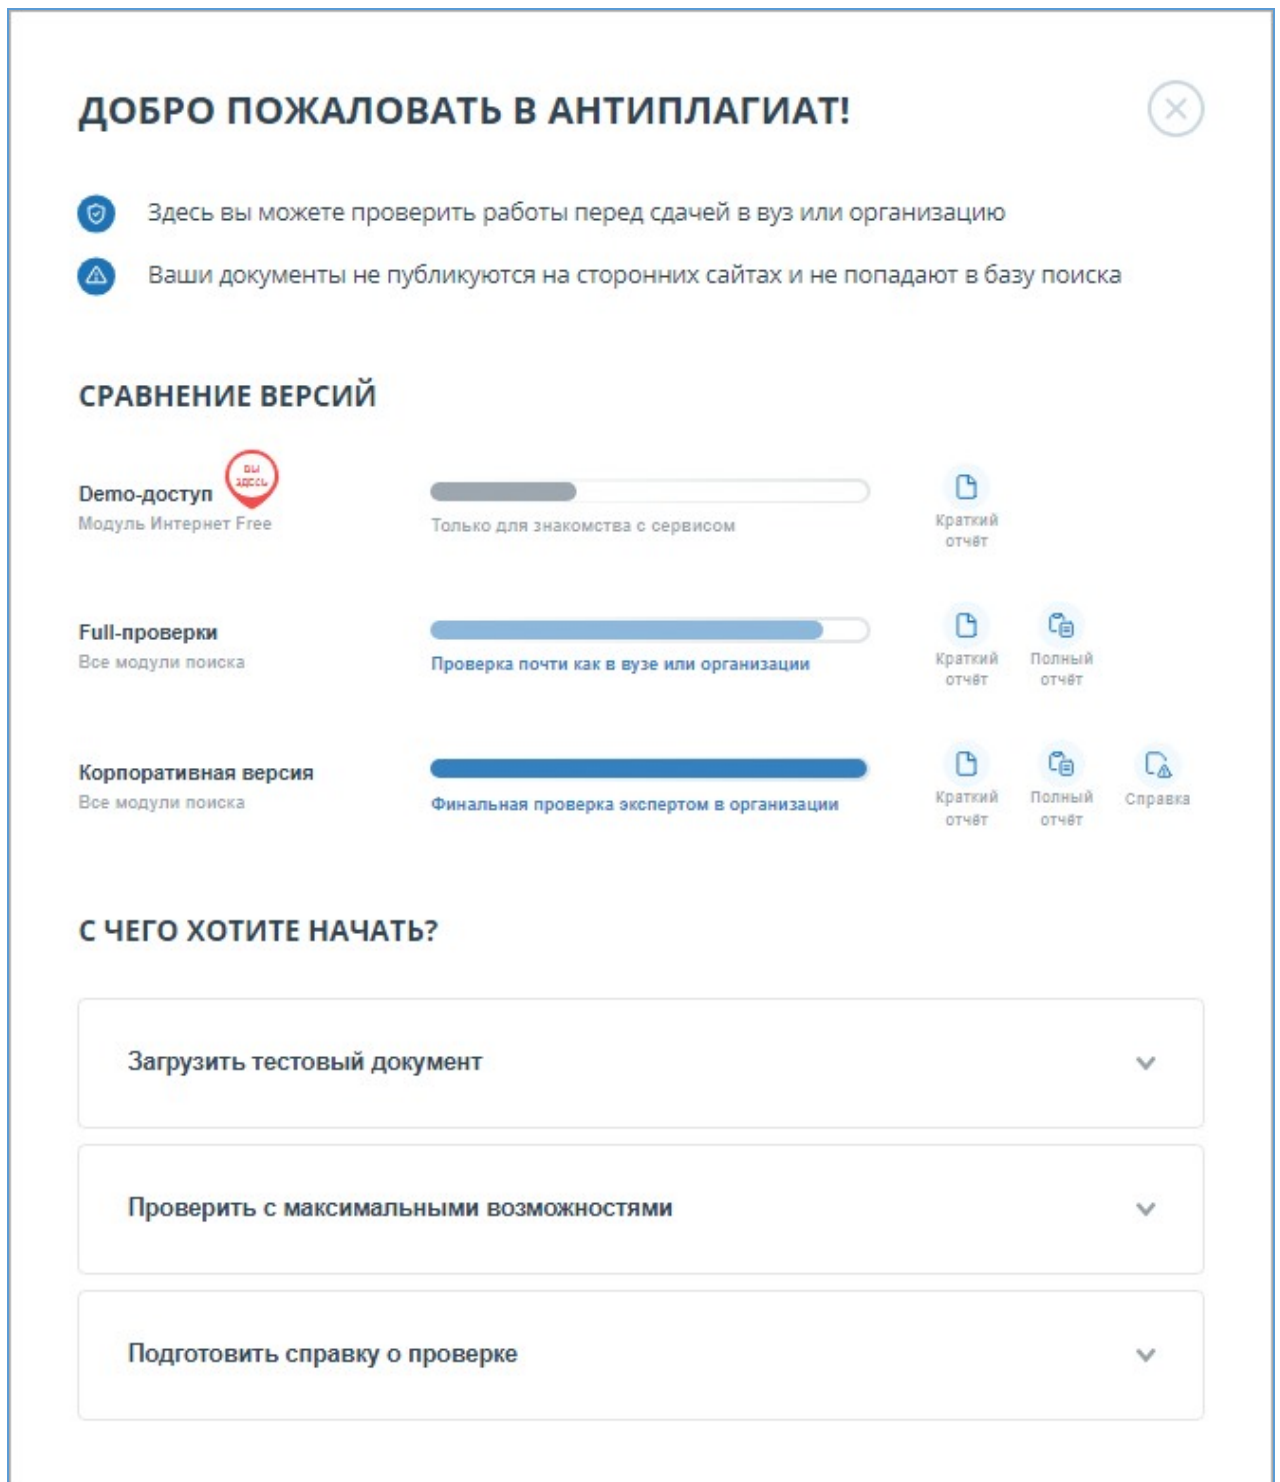 ДОБРО ПОЖАЛОВАТЬ В АНТИПЛАГИАТ!
Здесь вы можете проверить работы перед сдачей в вуз или организацию
Ваши документы не публикуются на сторонних сайтах и не попадают в базу поиска
СРАВНЕНИЕ ВЕРСИЙ
ВЫ
ЗДЕСЬ
Demo-доступ
Модуль Интернет Free
Только для знакомства с сервисом
Краткий
отчёт
Full-проверки
Все модули поиска
Проверка почти как в вузе или организации
Краткий
отчёт
Полный
отчёт
Корпоративная версия
Все модули поиска
Финальная проверка экспертом в организации
Краткий
отчёт
Полный
отчёт
Справка
С ЧЕГО ХОТИТЕ НАЧАТЬ?
Загрузить тестовый документ
Проверить с максимальными возможностями
Подготовить справку о проверке